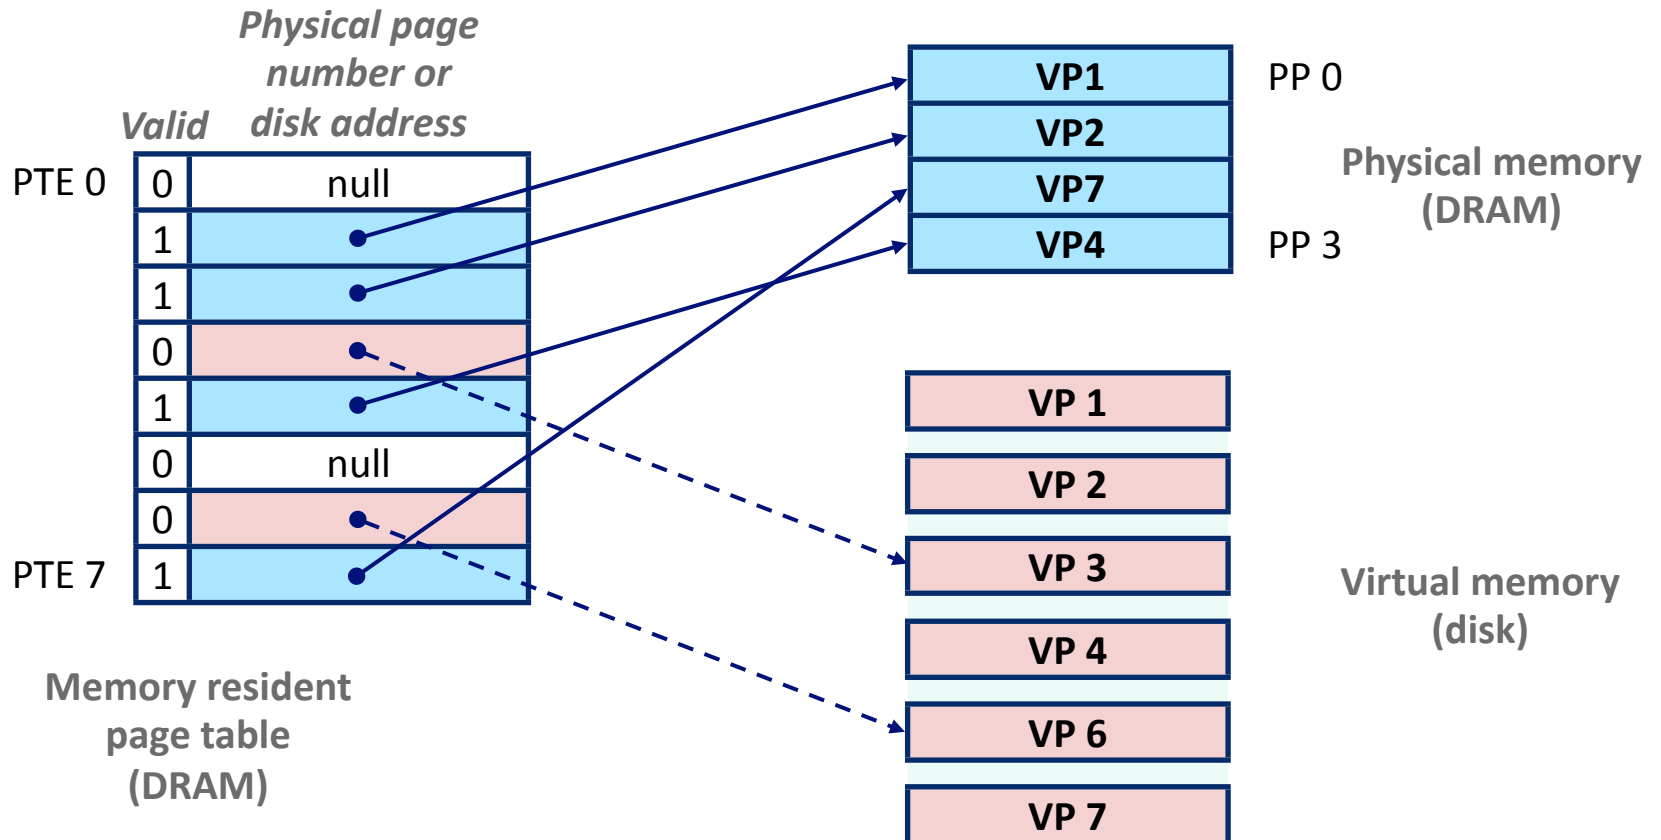 Physical page
number or
disk address
Valid
PTE 0
0
null
1
1
0
1
0
null
0
PTE 7
1
Memory resident
page table
(DRAM)
VP1
PP 0
VP2
VP7
VP4
PP 3
Physical memory
(DRAM)
VP 1
VP 2
VP 3
VP 4
VP 6
VP 7
Virtual memory
(disk)